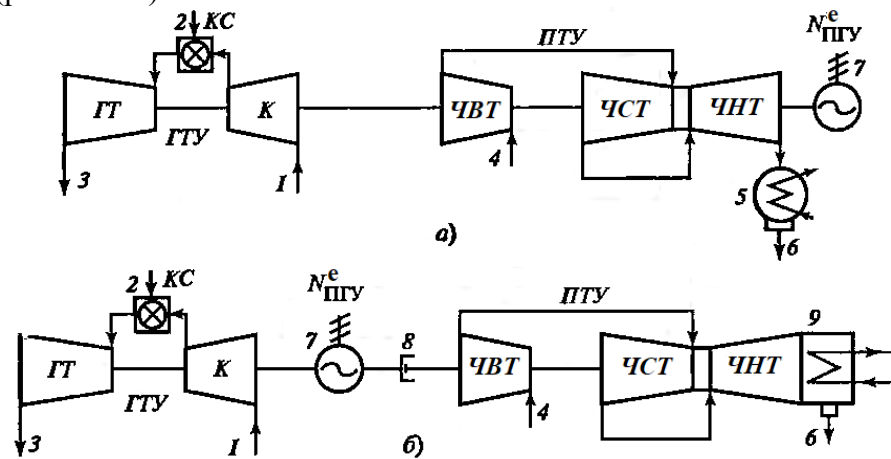 2 КС
ПТУ
N^e_ПГУ
7
ГТ
К
ЧВТ
ЧСТ
ЧНТ
ГТУ
3
1
4
5
6
а)
2 КС
N^e_ПГУ
7
8
ПТУ
9
ГТ
К
ЧВТ
ЧСТ
ЧНТ
ГТУ
3
1
4
6
б)